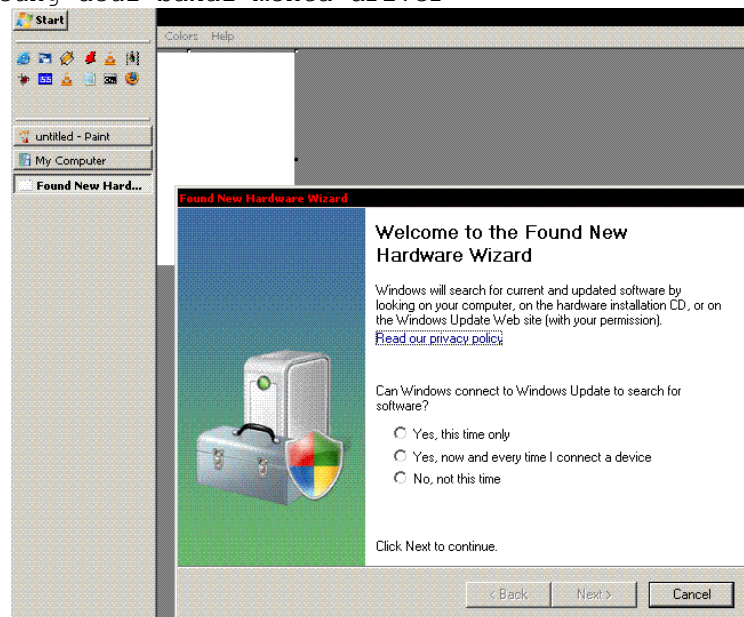 Start
Colors Help
untitled - Paint
My Computer
Found New Hard...
Found New Hardware Wizard
Welcome to the Found New
Hardware Wizard
Windows will search for current and updated software by
looking on your computer, on the hardware installation CD, or on
the Windows Update Web site (with your permission).
Read our privacy policy
Can Windows connect to Windows Update to search for
software?
Yes, this time only
Yes, now and every time I connect a device
No, not this time
Click Next to continue.
< Back Next > Cancel